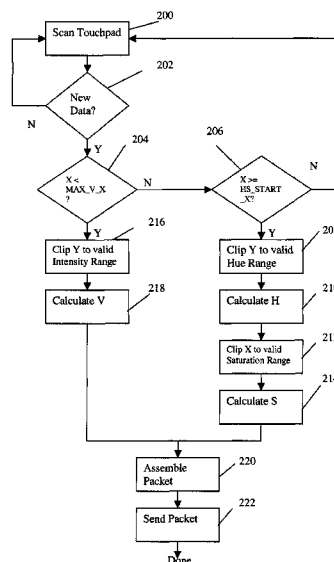 200
Scan Touchpad
202
New
Data?
N
Y
204
206
X <
MAX_V_X
?
N
X >=
HS_START
_X?
N
Y
Y
216
Clip Y to valid
Intensity Range
Clip Y to valid
Hue Range
218
Calculate V
210
Calculate H
Clip X to valid
Saturation Range
214
Calculate S
220
Assemble
Packet
222
Send Packet
Done